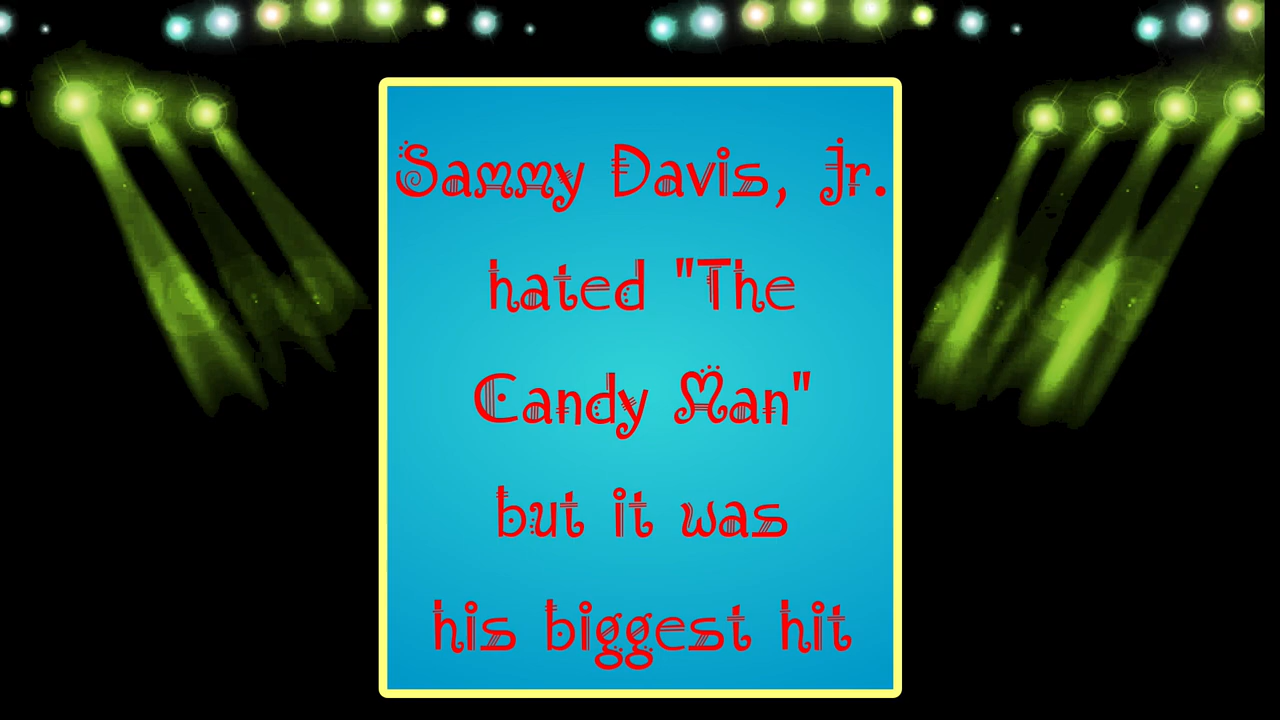 Sammy Davis, Jr.
hated "The
Candy Man"
but it was
his biggest hit